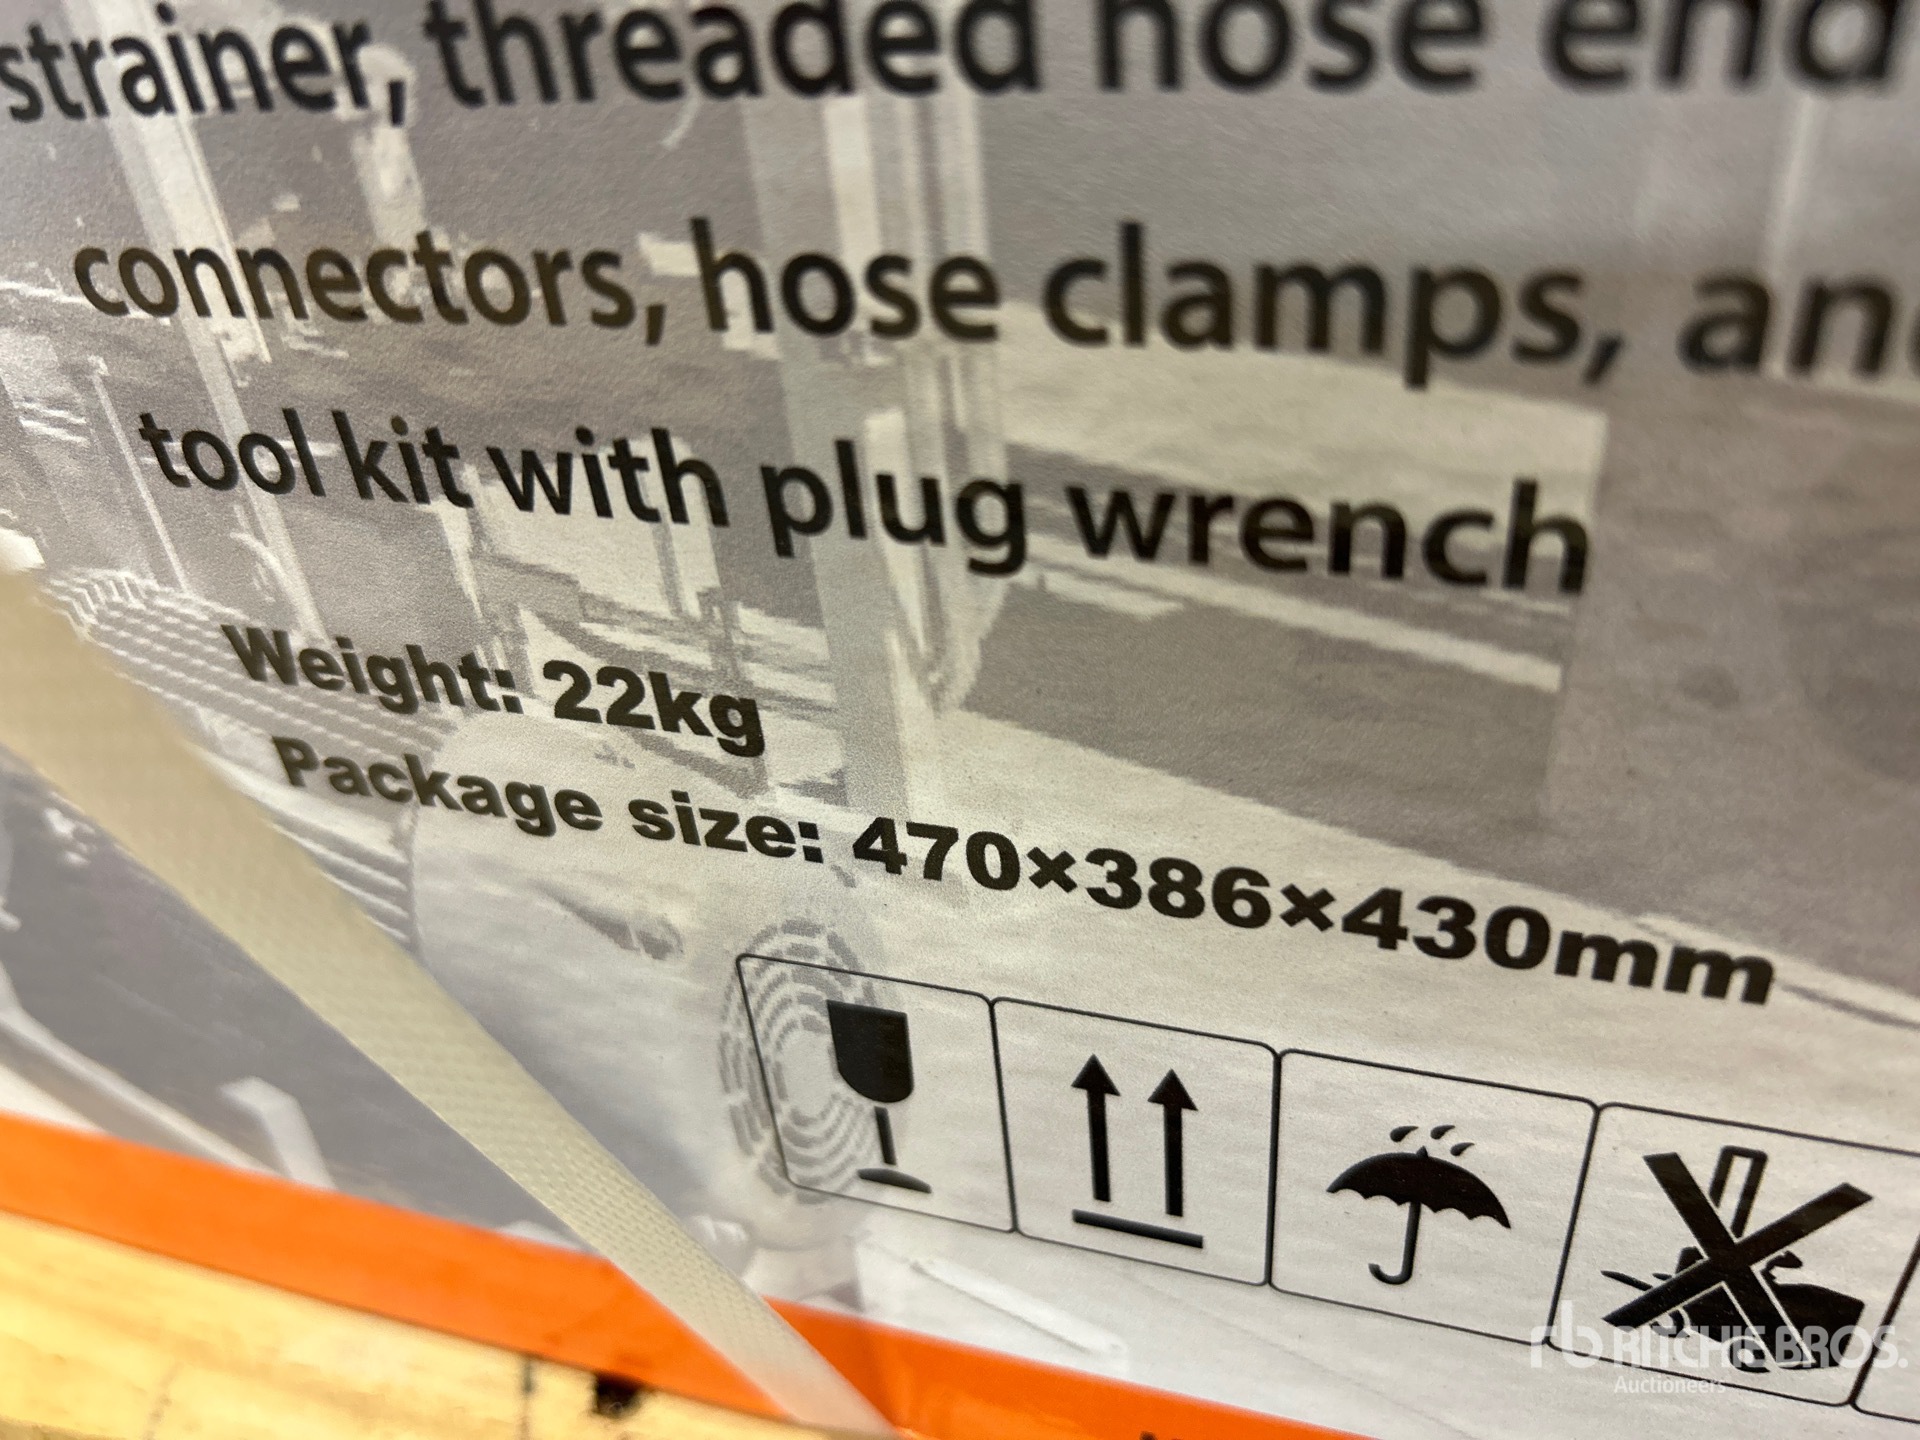 strainer, threaded hose end
connectors, hose clamps, and
tool kit with plug wrench
Weight: 22kg
Package size: 470×386×430mm
rb RITCHIE BROS.
Auctioneers